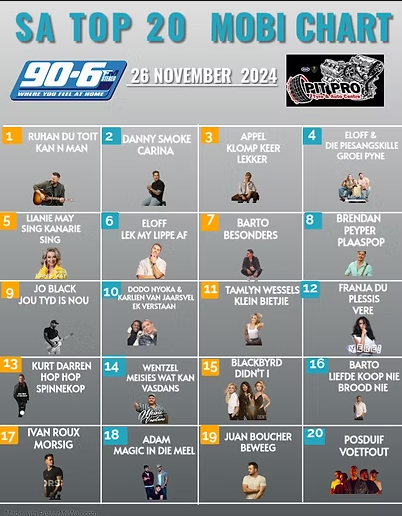 SA TOP 20 MOBI CHART
90-6
WHERE YOU FEEL AT HOME
26 NOVEMBER 2024
PITPRO
Tyre & Auto Centre
1
RUHAN DU TOIT
KAN N MAN
2
DANNY SMOKE
CARINA
3
APPEL
KLOMP KEER
LEKKER
4
ELOFF &
DIE PIESANGSKILLE
GROEI PYNE
5
LIANIE MAY
SING KANARIE
SING
6
ELOFF
LEK MY LIPPE AF
7
BARTO
BESONDERS
8
BRENDAN
PEYPER
PLAASPOP
9
JO BLACK
JOU TYD IS NOU
10
DODO NYOKA &
KARLIEN VAN JAARSVEL
EK VERSTAAN
11
TAMLYN WESSELS
KLEIN BIETJIE
12
FRANJA DU
PLESSIS
VERE
13
KURT DARREN
HOP HOP
SPINNEKOP
14
WENTZEL
MEISIES WAT KAN
VASDANS
15
BLACKBYRD
DIDN'T I
16
BARTO
LIEFDE KOOP NIE
BROOD NIE
17
IVAN ROUX
MORSIG
18
ADAM
MAGIC IN DIE MEEL
19
JUAN BOUCHER
BEWEEG
20
POSDUIF
VOETFOUT